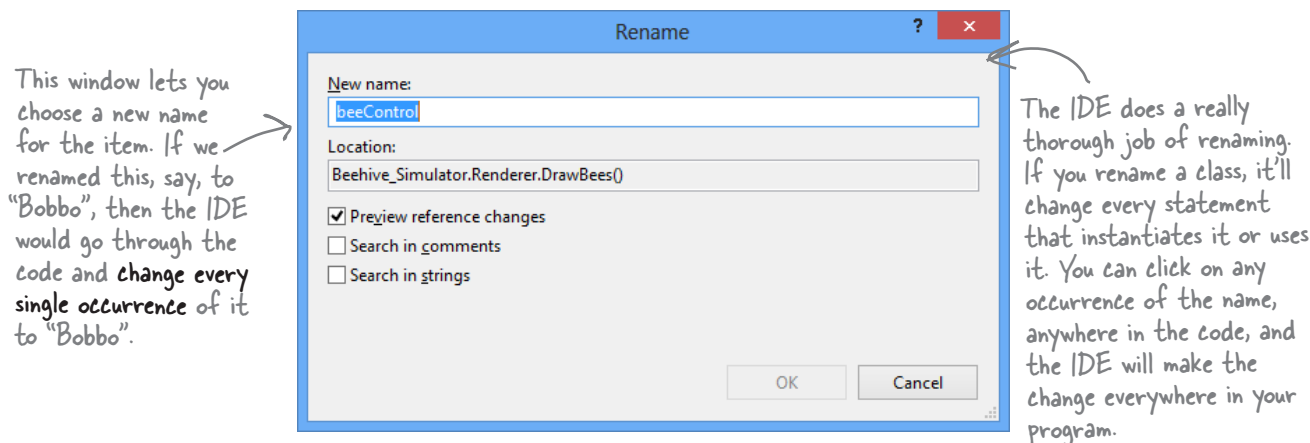 This window lets you
choose a new name
for the item. If we
renamed this, say, to
“Bobbo”, then the IDE
would go through the
code and change every
single occurrence of it
to “Bobbo”.
Rename
?
×
New name:
beeControl
Location:
Beehive_Simulator.Renderer.DrawBees()
Preview reference changes
Search in comments
Search in strings
OK
Cancel
The IDE does a really
thorough job of renaming.
If you rename a class, it’ll
change every statement
that instantiates it or uses
it. You can click on any
occurrence of the name,
anywhere in the code, and
the IDE will make the
change everywhere in your
program.